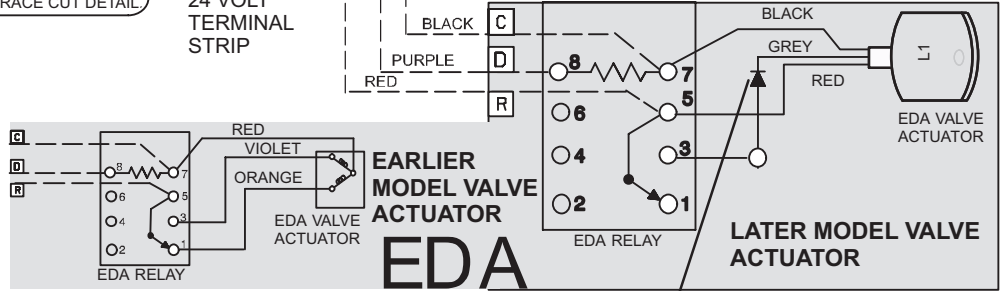 RACE CUT DETAIL.
24 VOLT
TERMINAL
STRIP
BLACK C
PURPLE D
RED R
8 7
6 5
4 3
2 1
EDA RELAY
BLACK
GREY
RED
L1
EDA VALVE
ACTUATOR
LATER MODEL VALVE
ACTUATOR
C
D
R
8 7
6 5
4 3
2 1
EDA RELAY
RED
VIOLET
ORANGE
EDA VALVE
ACTUATOR
EARLIER
MODEL VALVE
ACTUATOR
EDA